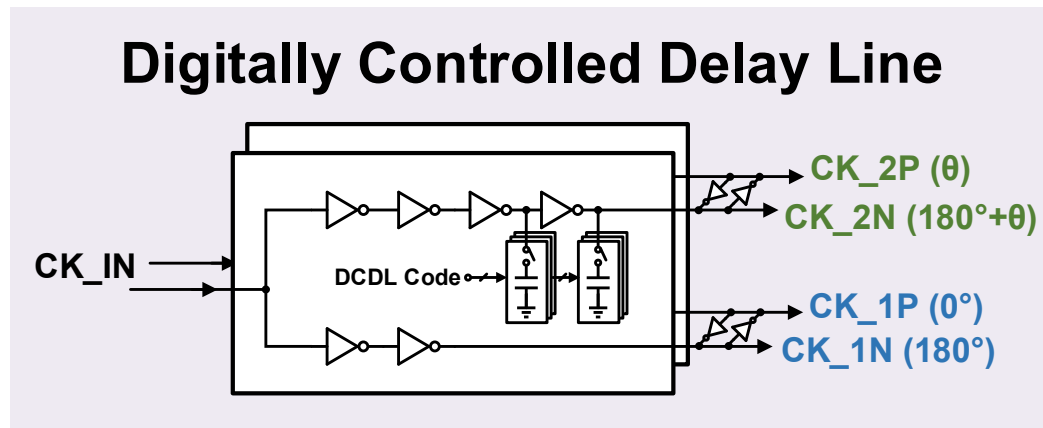 Digitally Controlled Delay Line
CK_2P (θ)
CK_2N (180°+θ)
CK_IN
DCDL Code
CK_1P (0°)
CK_1N (180°)